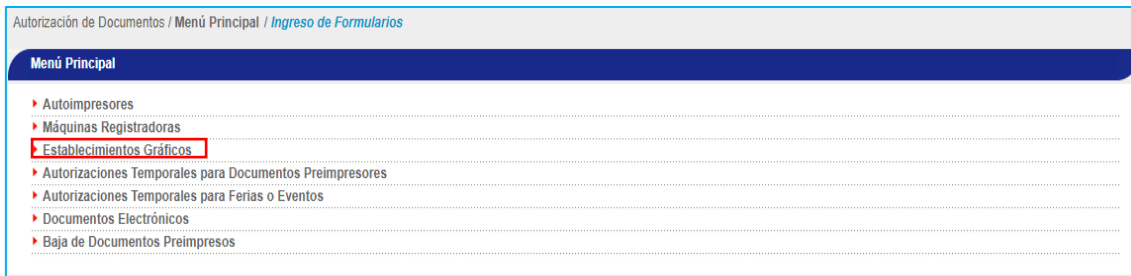 Autorización de Documentos / Menú Principal / Ingreso de Formularios
Menú Principal
Autoimpresores
Máquinas Registradoras
Establecimientos Gráficos
Autorizaciones Temporales para Documentos Preimpresores
Autorizaciones Temporales para Ferias o Eventos
Documentos Electrónicos
Baja de Documentos Preimpresos